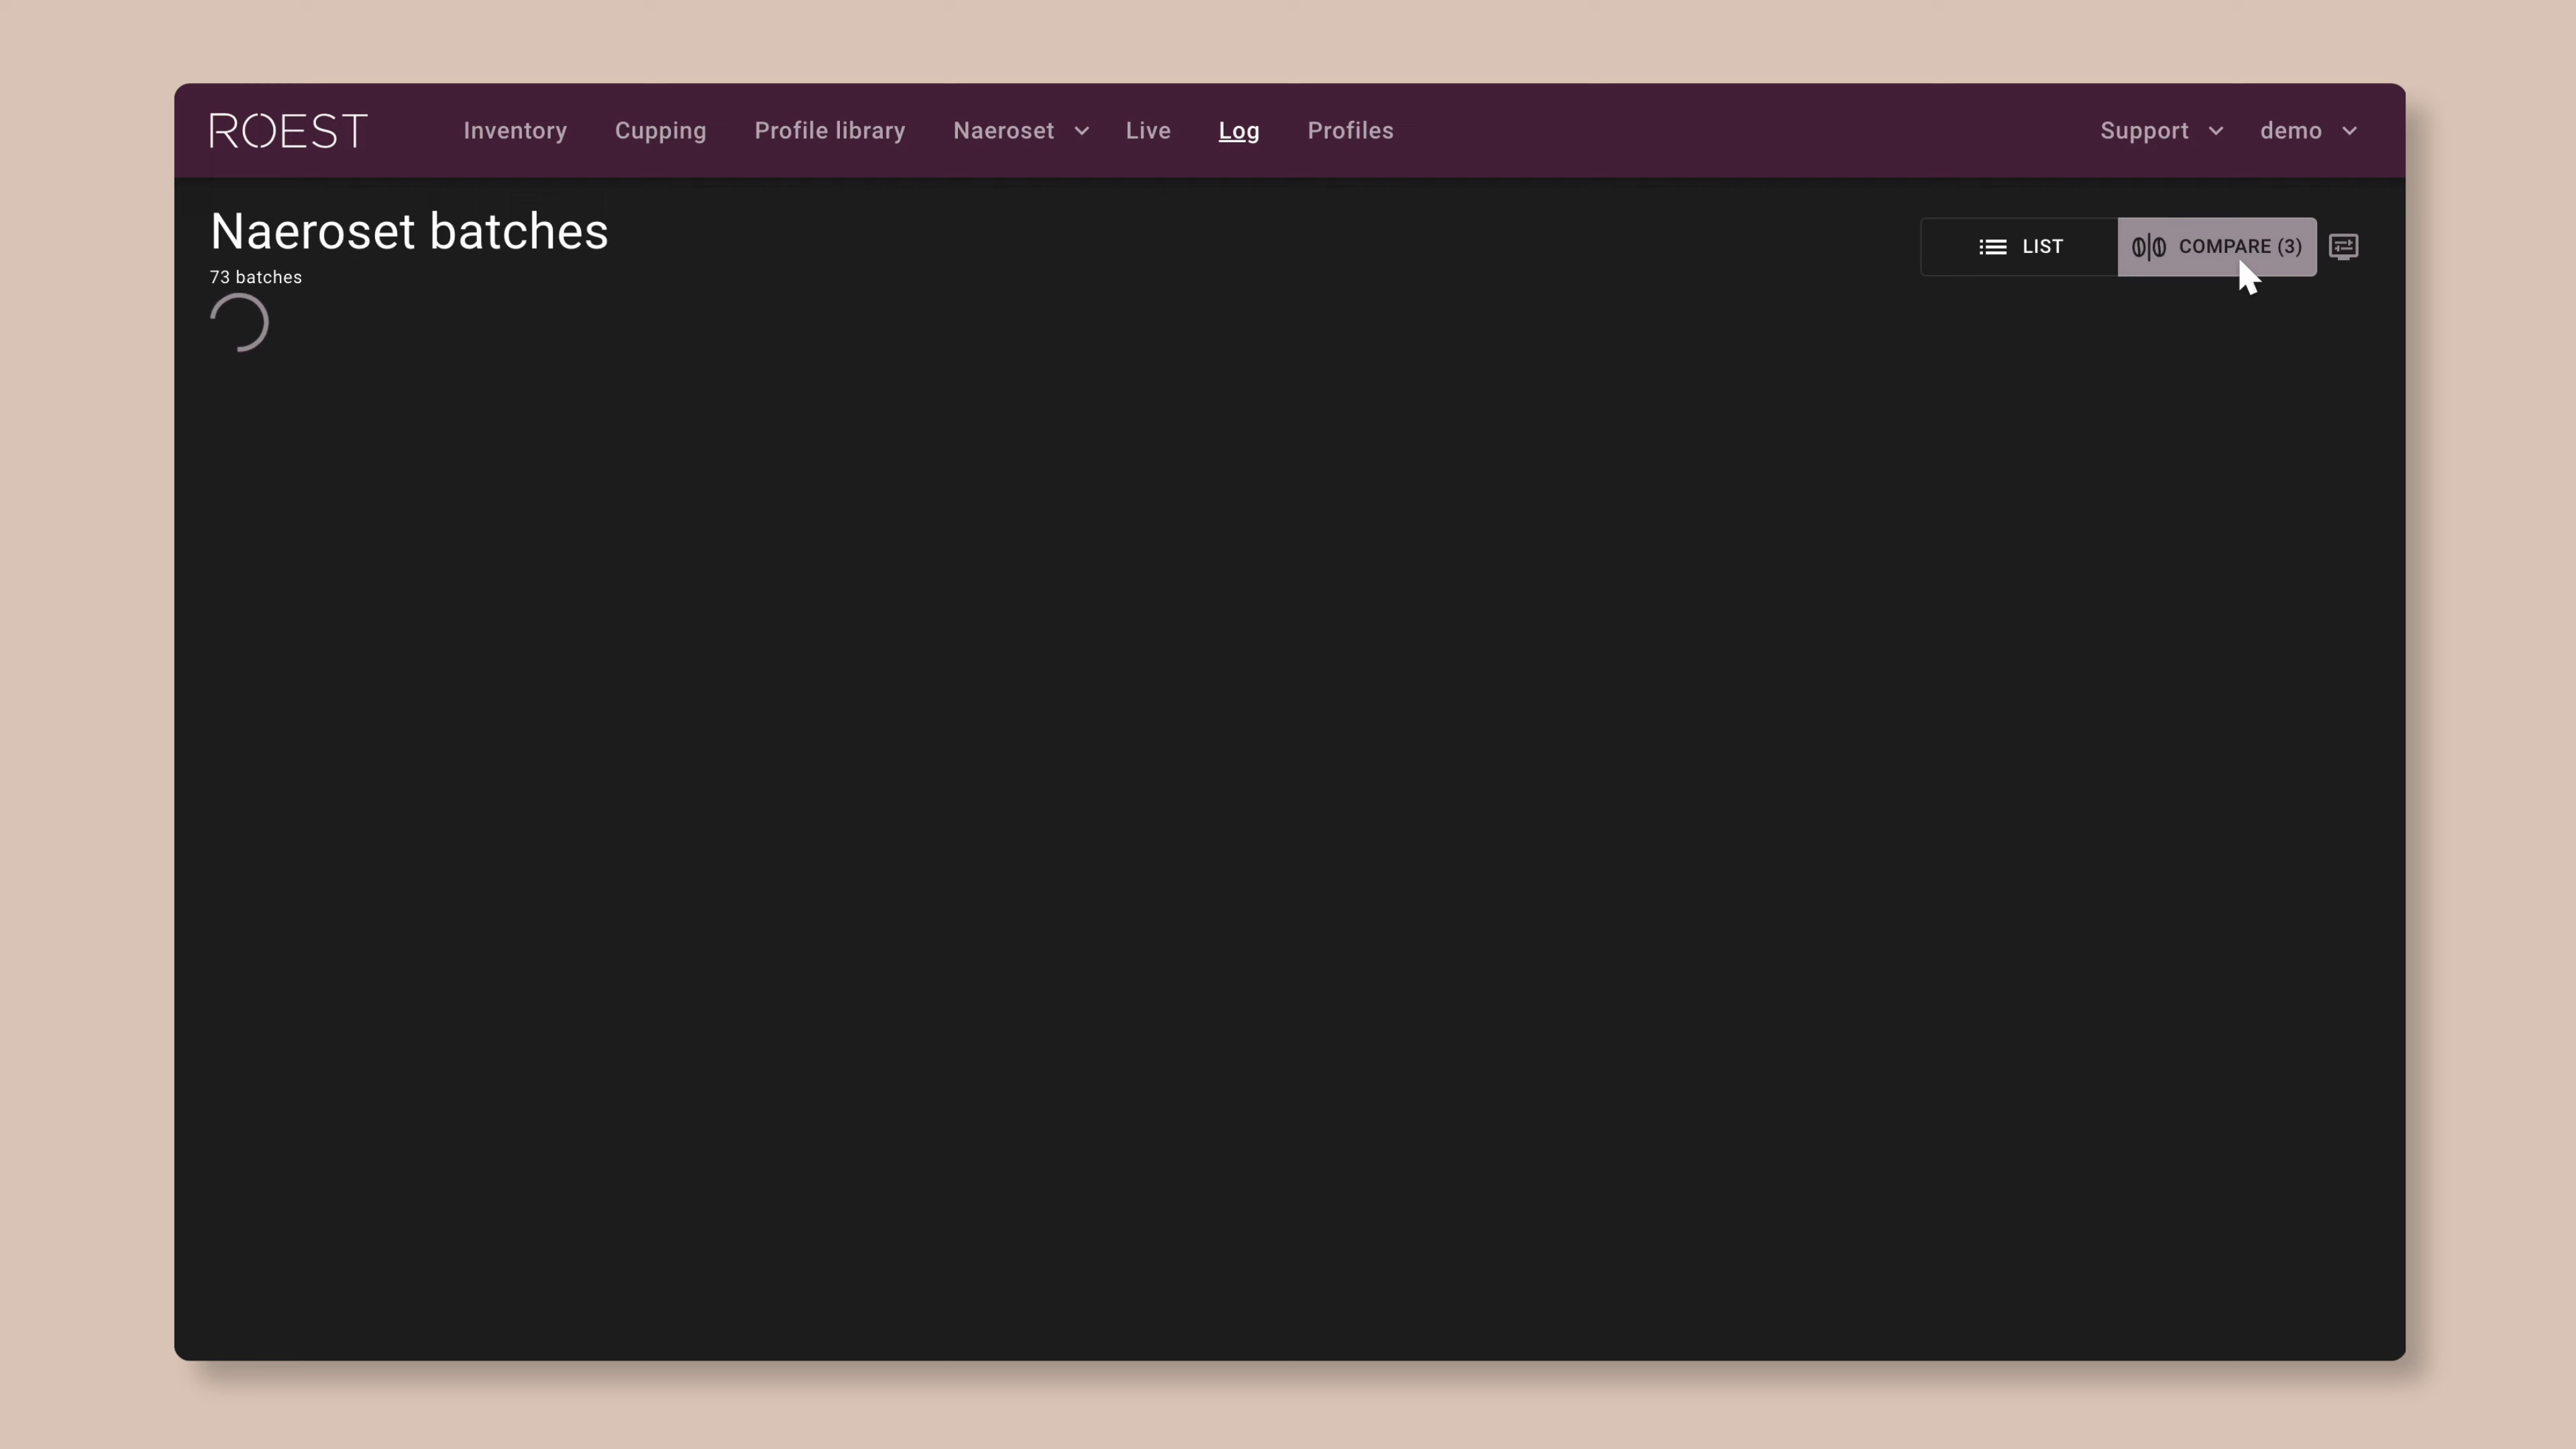 ROEST Inventory Cupping Profile library Naeroset Live Log Profiles Support demo
Naeroset batches
LIST COMPARE (3)
73 batches